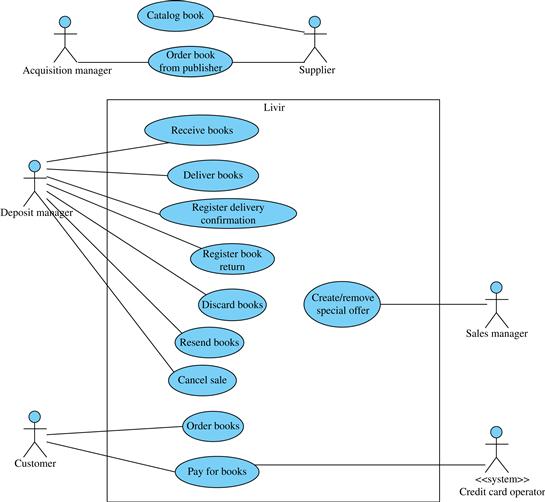 Catalog book
Acquisition manager
Order book
from publisher
Supplier
Livir
Receive books
Deliver books
Deposit manager
Register delivery
confirmation
Register book
return
Discard books
Create/remove
special offer
Sales manager
Resend books
Cancel sale
Order books
Customer
Pay for books
<<system>>
Credit card operator